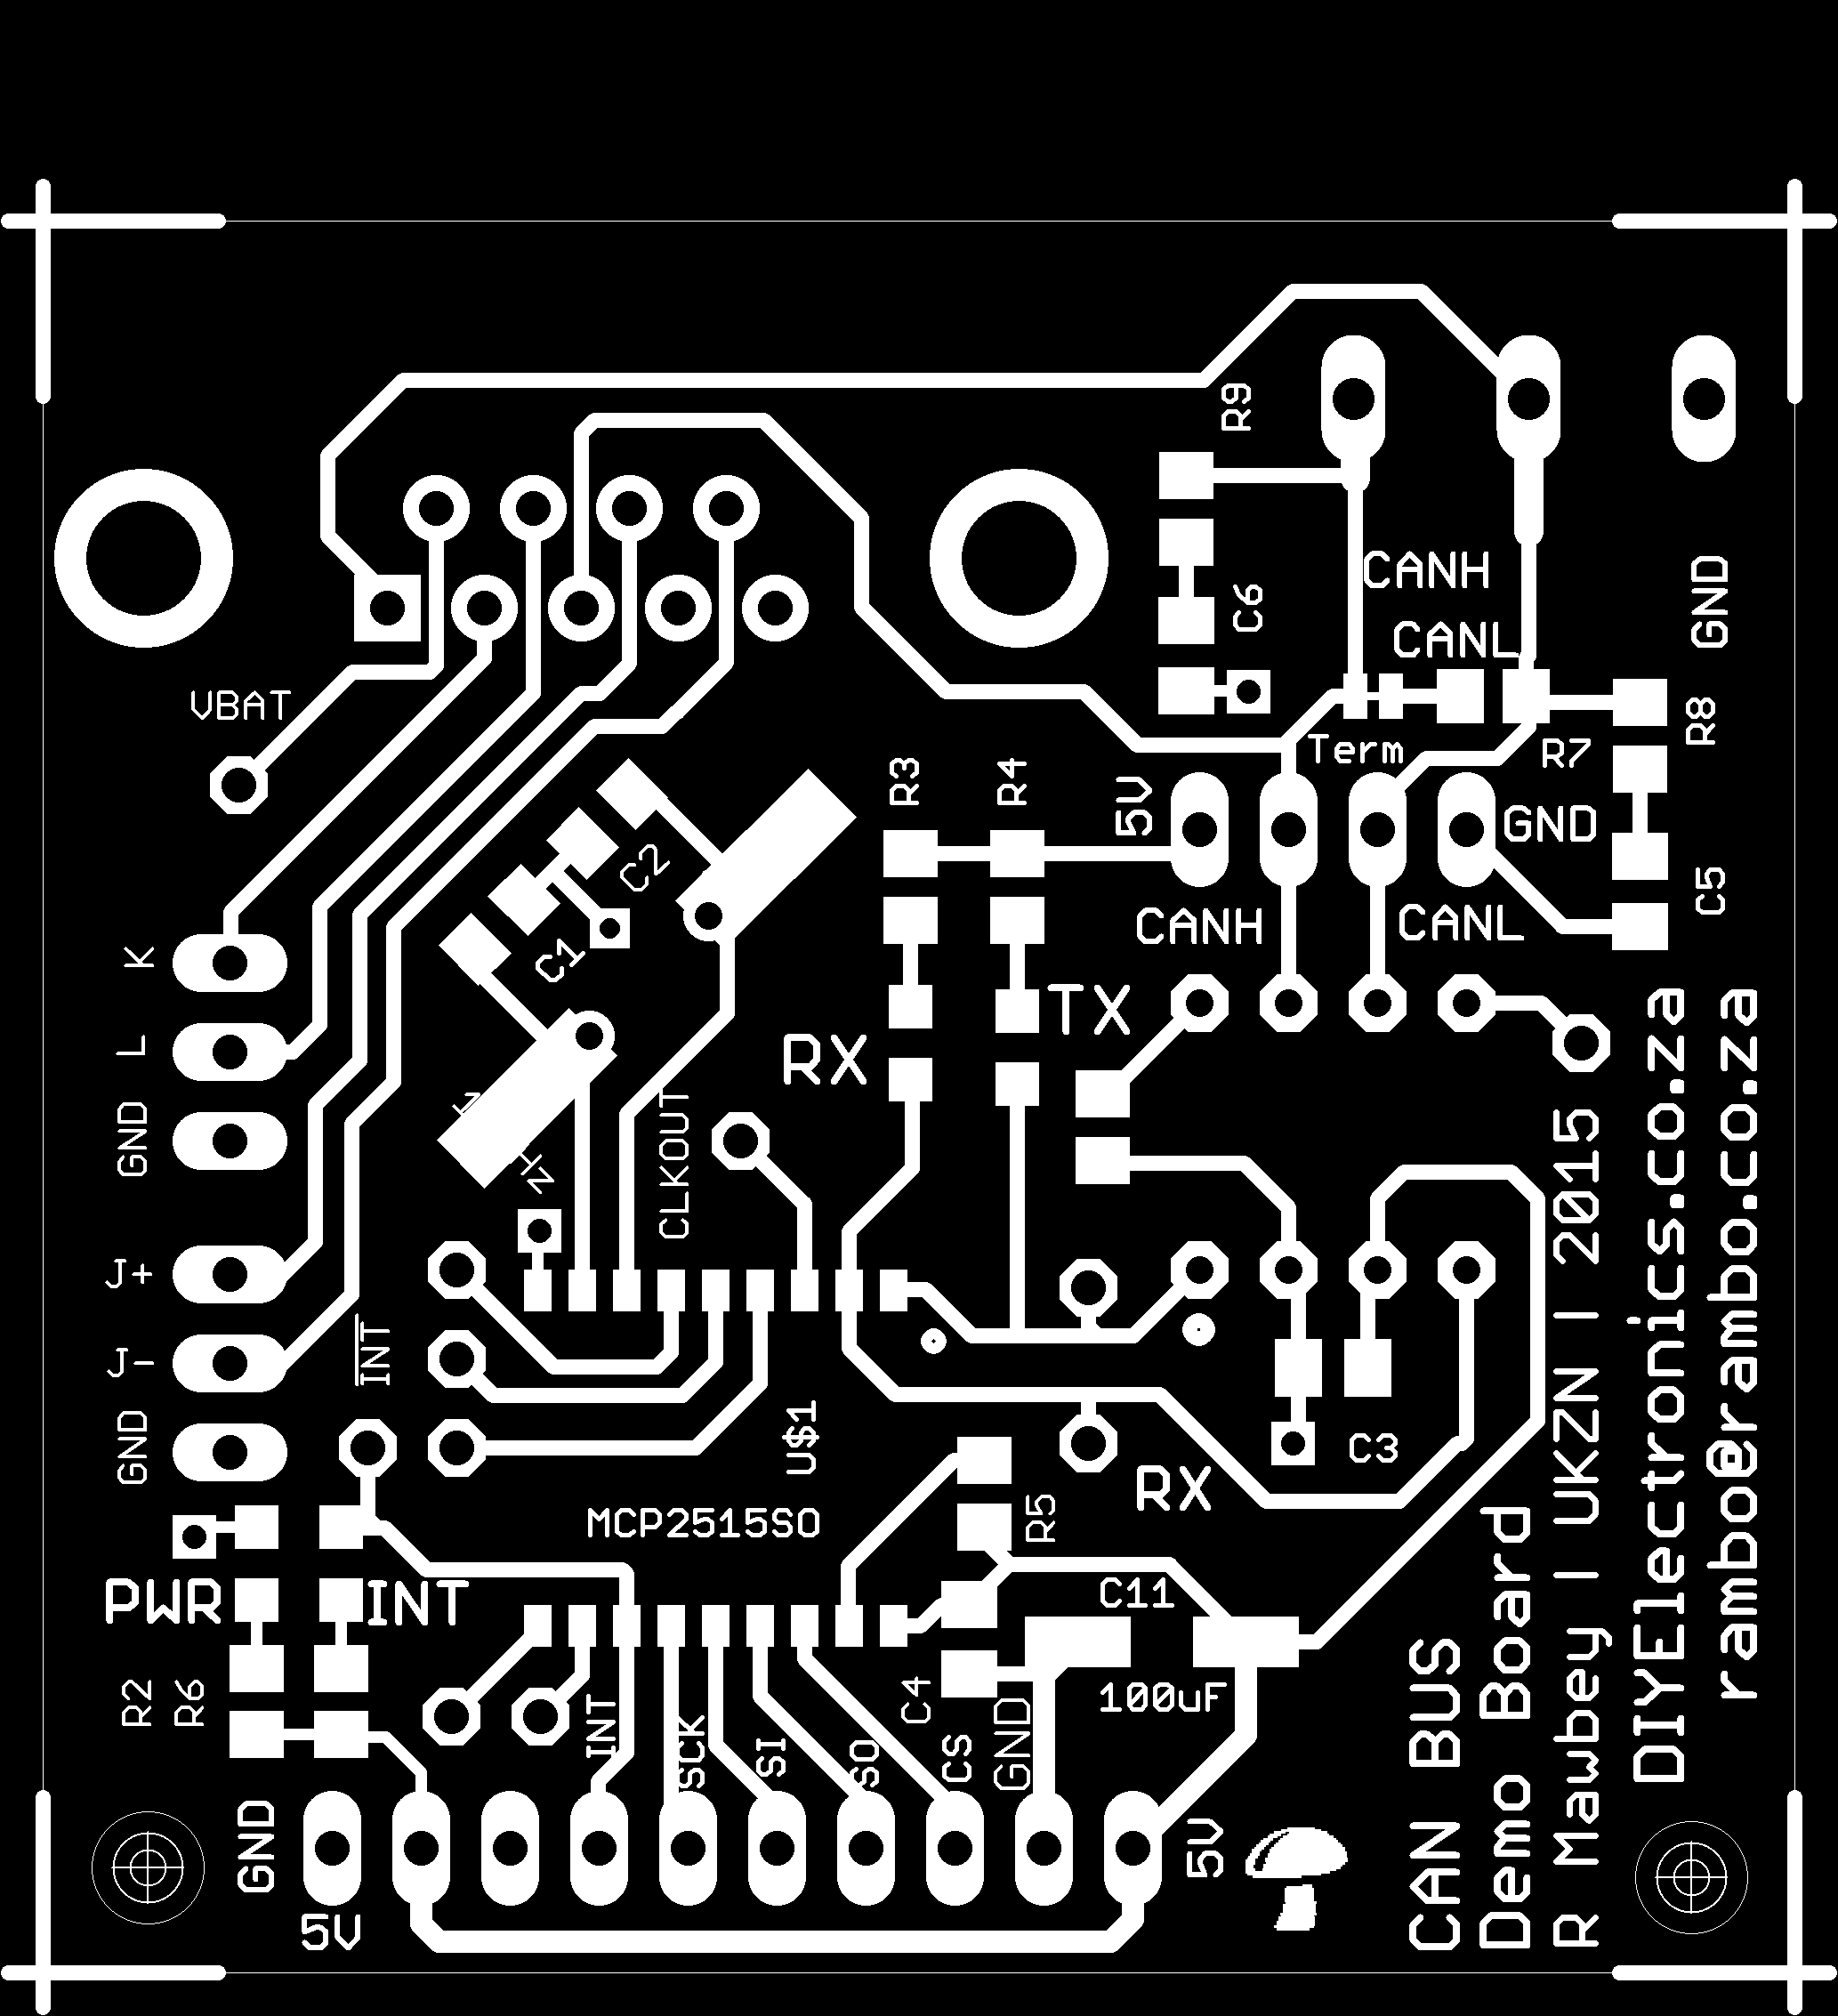 R9
CANH
GND
C6
CANL
VBAT
R8
Term
R7
R3
R4
5V
GND
C2
C5
CANH
CANL
C1
K
TX
L
RX
GND
CLKOUT
J+
INT
J-
U$1
GND
C3
RX
MCP2515SO
R5
PWR
INT
C11
R2
R6
C4
100uF
INT
SCK
SI
SO
CS
GND
GND
5V
5V
CAN BUS
Demo Board
R Mawbey | UKZN | 2015
DIYElectronics.co.za
rambo@rambo.co.za